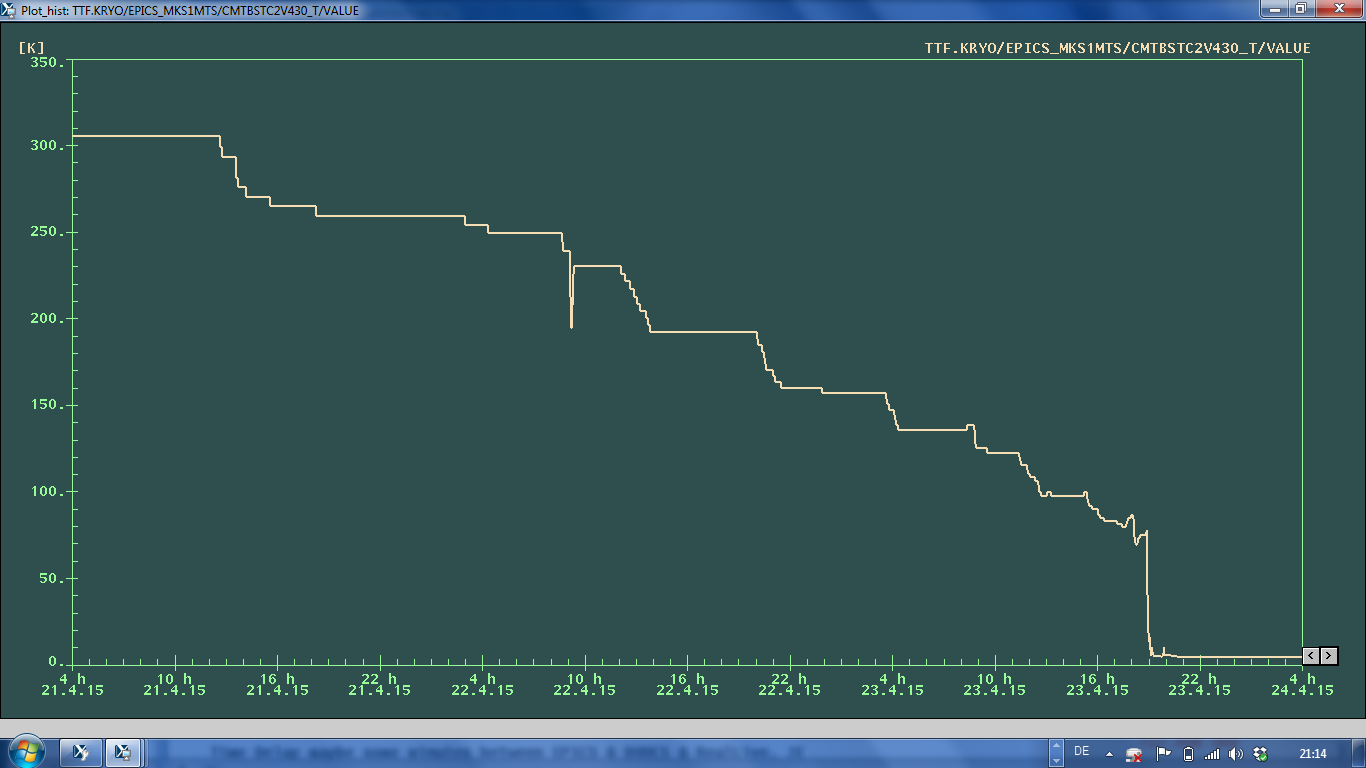 Plot_hist: TTF.KRYO/EPICS_MKS1MTS/CMTBSTC2V430_T/VALUE
[K] TTF.KRYO/EPICS_MKS1MTS/CMTBSTC2V430_T/VALUE
350.
300.
250.
200.
150.
100.
50.
0.
< >
4 h 10 h 16 h 22 h 4 h 10 h 16 h 22 h 4 h 10 h 16 h 22 h 4 h
21.4.15 21.4.15 21.4.15 21.4.15 22.4.15 22.4.15 22.4.15 22.4.15 23.4.15 23.4.15 23.4.15 23.4.15 24.4.15
DE 21:14